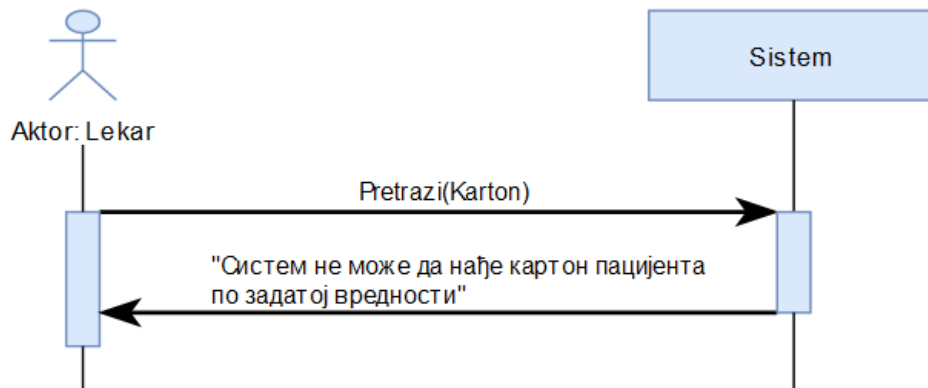 Sistem
Aktor: Lekar
Pretrazi(Karton)
"Систем не може да нађе картон пацијента
по задатој вредности"